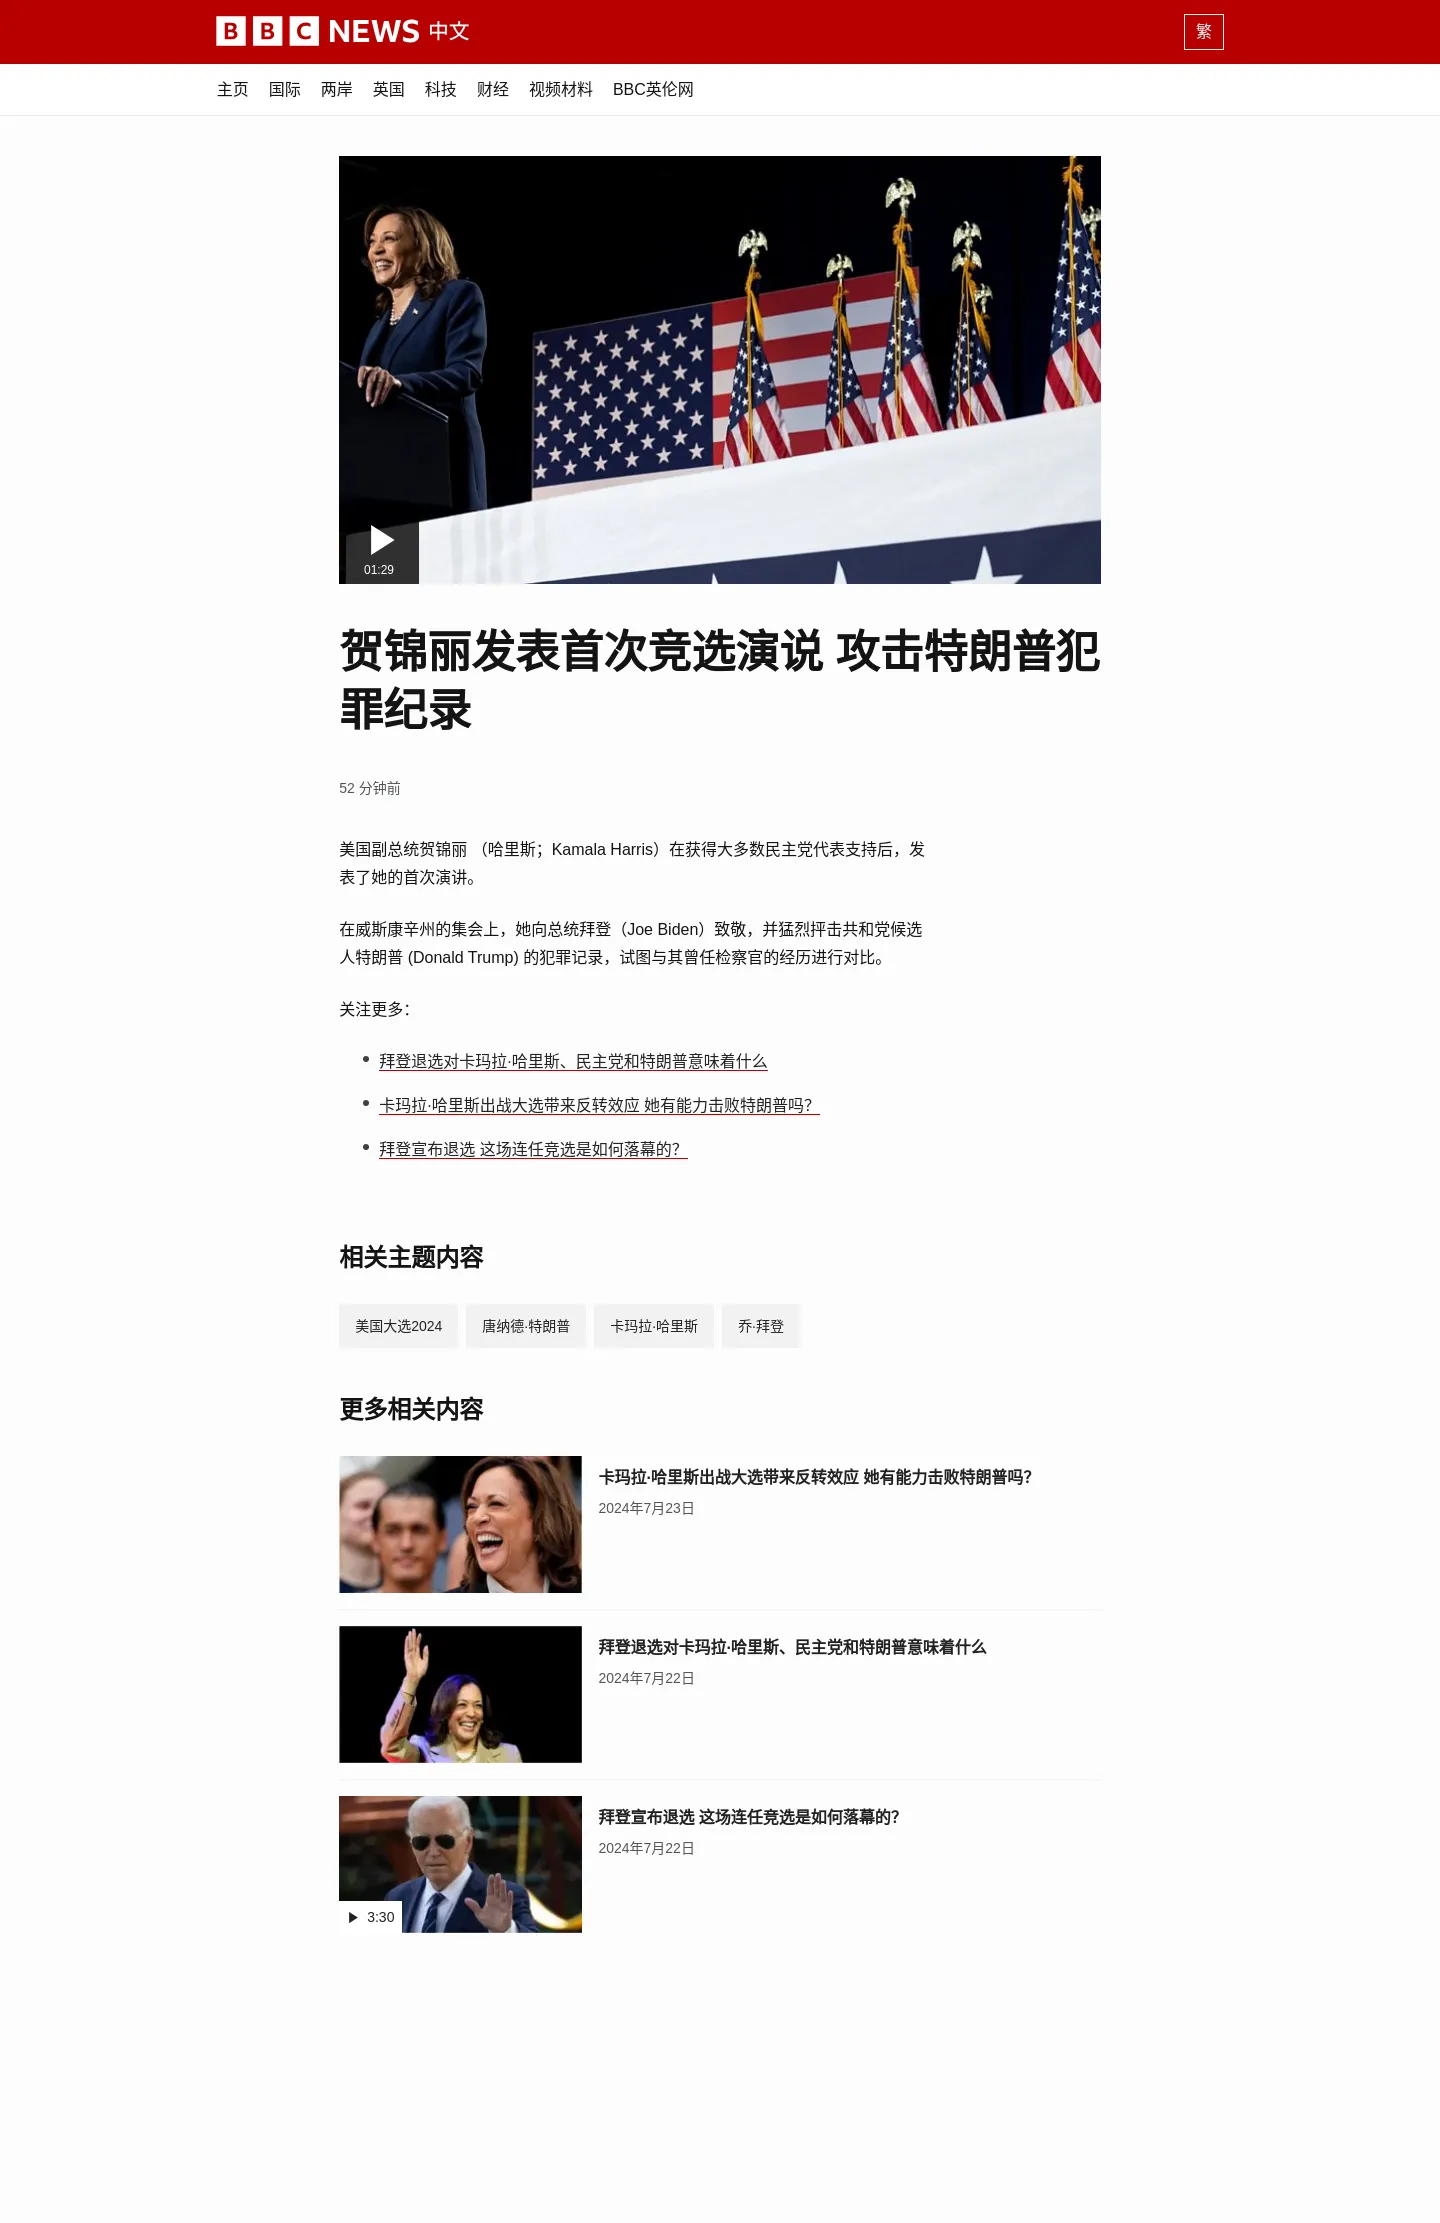 BBC NEWS 中文
繁
主页 国际 两岸 英国 科技 财经 视频材料 BBC英伦网
01:29
贺锦丽发表首次竞选演说 攻击特朗普犯
罪纪录
52 分钟前
美国副总统贺锦丽 （哈里斯；Kamala Harris）在获得大多数民主党代表支持后，发
表了她的首次演讲。
在威斯康辛州的集会上，她向总统拜登（Joe Biden）致敬，并猛烈抨击共和党候选
人特朗普 (Donald Trump) 的犯罪记录，试图与其曾任检察官的经历进行对比。
关注更多：
拜登退选对卡玛拉·哈里斯、民主党和特朗普意味着什么
卡玛拉·哈里斯出战大选带来反转效应 她有能力击败特朗普吗？
拜登宣布退选 这场连任竞选是如何落幕的？
相关主题内容
美国大选2024 唐纳德·特朗普 卡玛拉·哈里斯 乔·拜登
更多相关内容
卡玛拉·哈里斯出战大选带来反转效应 她有能力击败特朗普吗？
2024年7月23日
拜登退选对卡玛拉·哈里斯、民主党和特朗普意味着什么
2024年7月22日
拜登宣布退选 这场连任竞选是如何落幕的？
2024年7月22日
3:30